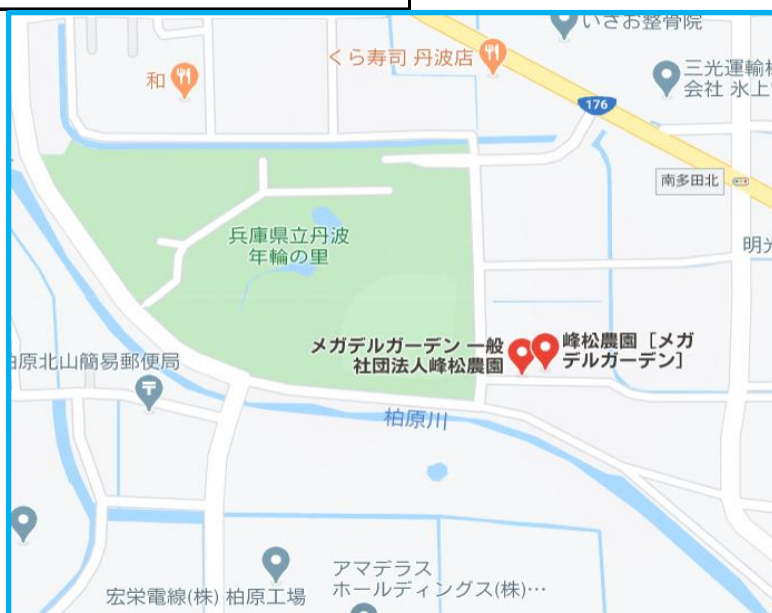 いさお整骨院
くら寿司 丹波店
和
三光運輸
会社 氷上
176
南多田北
兵庫県立丹波
年輪の里
明光
メガデルガーデン 一般
社団法人峰松農園
峰松農園［メガ
デルガーデン］
原北山簡易郵便局
柏原川
アマデラス
ホールディングス(株)…
宏栄電線(株) 柏原工場